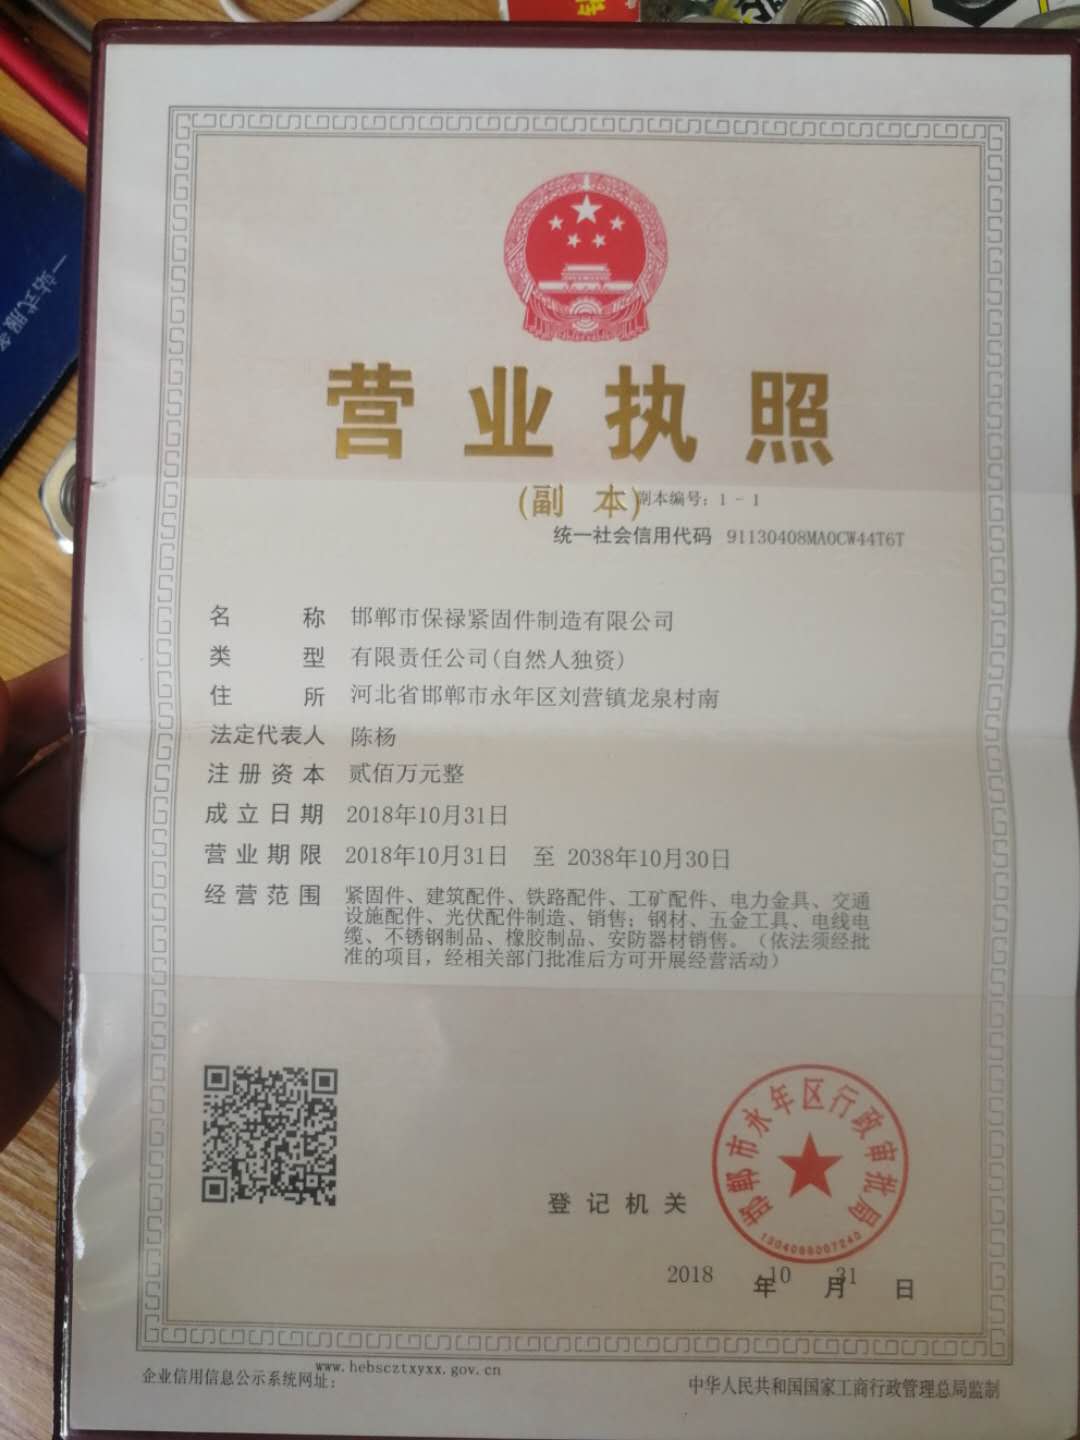 一站式服务
营业执照
(副 本)副本编号：1 - 1
统一社会信用代码 91130408MA0CW44T6T
名称 邯郸市保禄紧固件制造有限公司
类型 有限责任公司(自然人独资)
住所 河北省邯郸市永年区刘营镇龙泉村南
法定代表人 陈杨
注册资本 贰佰万元整
成立日期 2018年10月31日
营业期限 2018年10月31日 至 2038年10月30日
经营范围 紧固件、建筑配件、铁路配件、工矿配件、电力金具、交通
设施配件、光伏配件制造、销售；钢材、五金工具、电线电
缆、不锈钢制品、橡胶制品、安防器材销售。（依法须经批
准的项目，经相关部门批准后方可开展经营活动）
邯郸市永年区行政审批局
登记机关
1304086007240
2018年10月31日
企业信用信息公示系统网址：www.hebscztxyxx.gov.cn
中华人民共和国国家工商行政管理总局监制